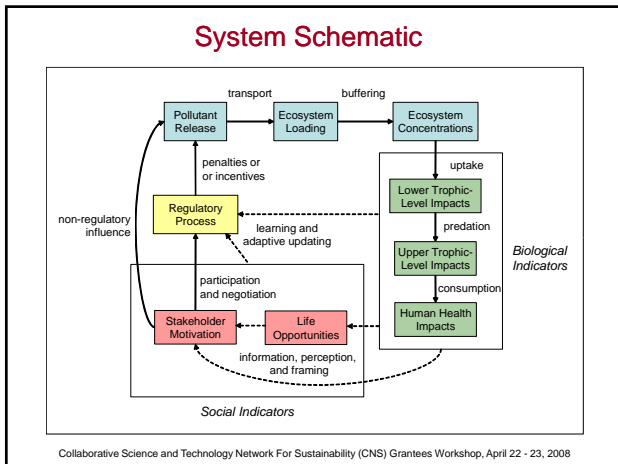 System Schematic
transport
buffering
Pollutant
Release
Ecosystem
Loading
Ecosystem
Concentrations
penalties or
or incentives
uptake
Lower Trophic-
Level Impacts
non-regulatory
influence
Regulatory
Process
learning and
adaptive updating
predation
Upper Trophic-
Level Impacts
Biological
Indicators
participation
and negotiation
consumption
Stakeholder
Motivation
Life
Opportunities
Human Health
Impacts
information, perception,
and framing
Social Indicators
Collaborative Science and Technology Network For Sustainability (CNS) Grantees Workshop, April 22 - 23, 2008